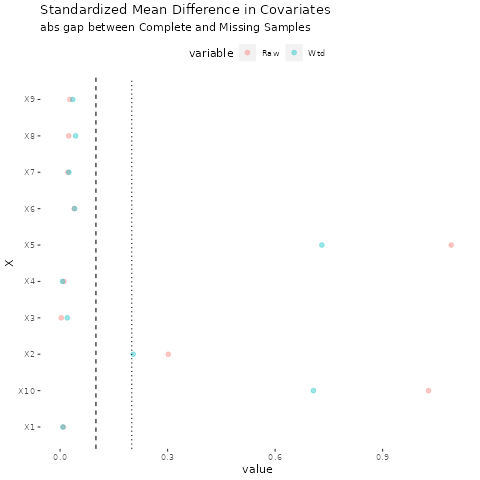 Standardized Mean Difference in Covariates
abs gap between Complete and Missing Samples
variable Raw Wtd
X9
X8
X7
X6
X5
X4
X3
X2
X10
X1
X
0.0 0.3 0.6 0.9
value